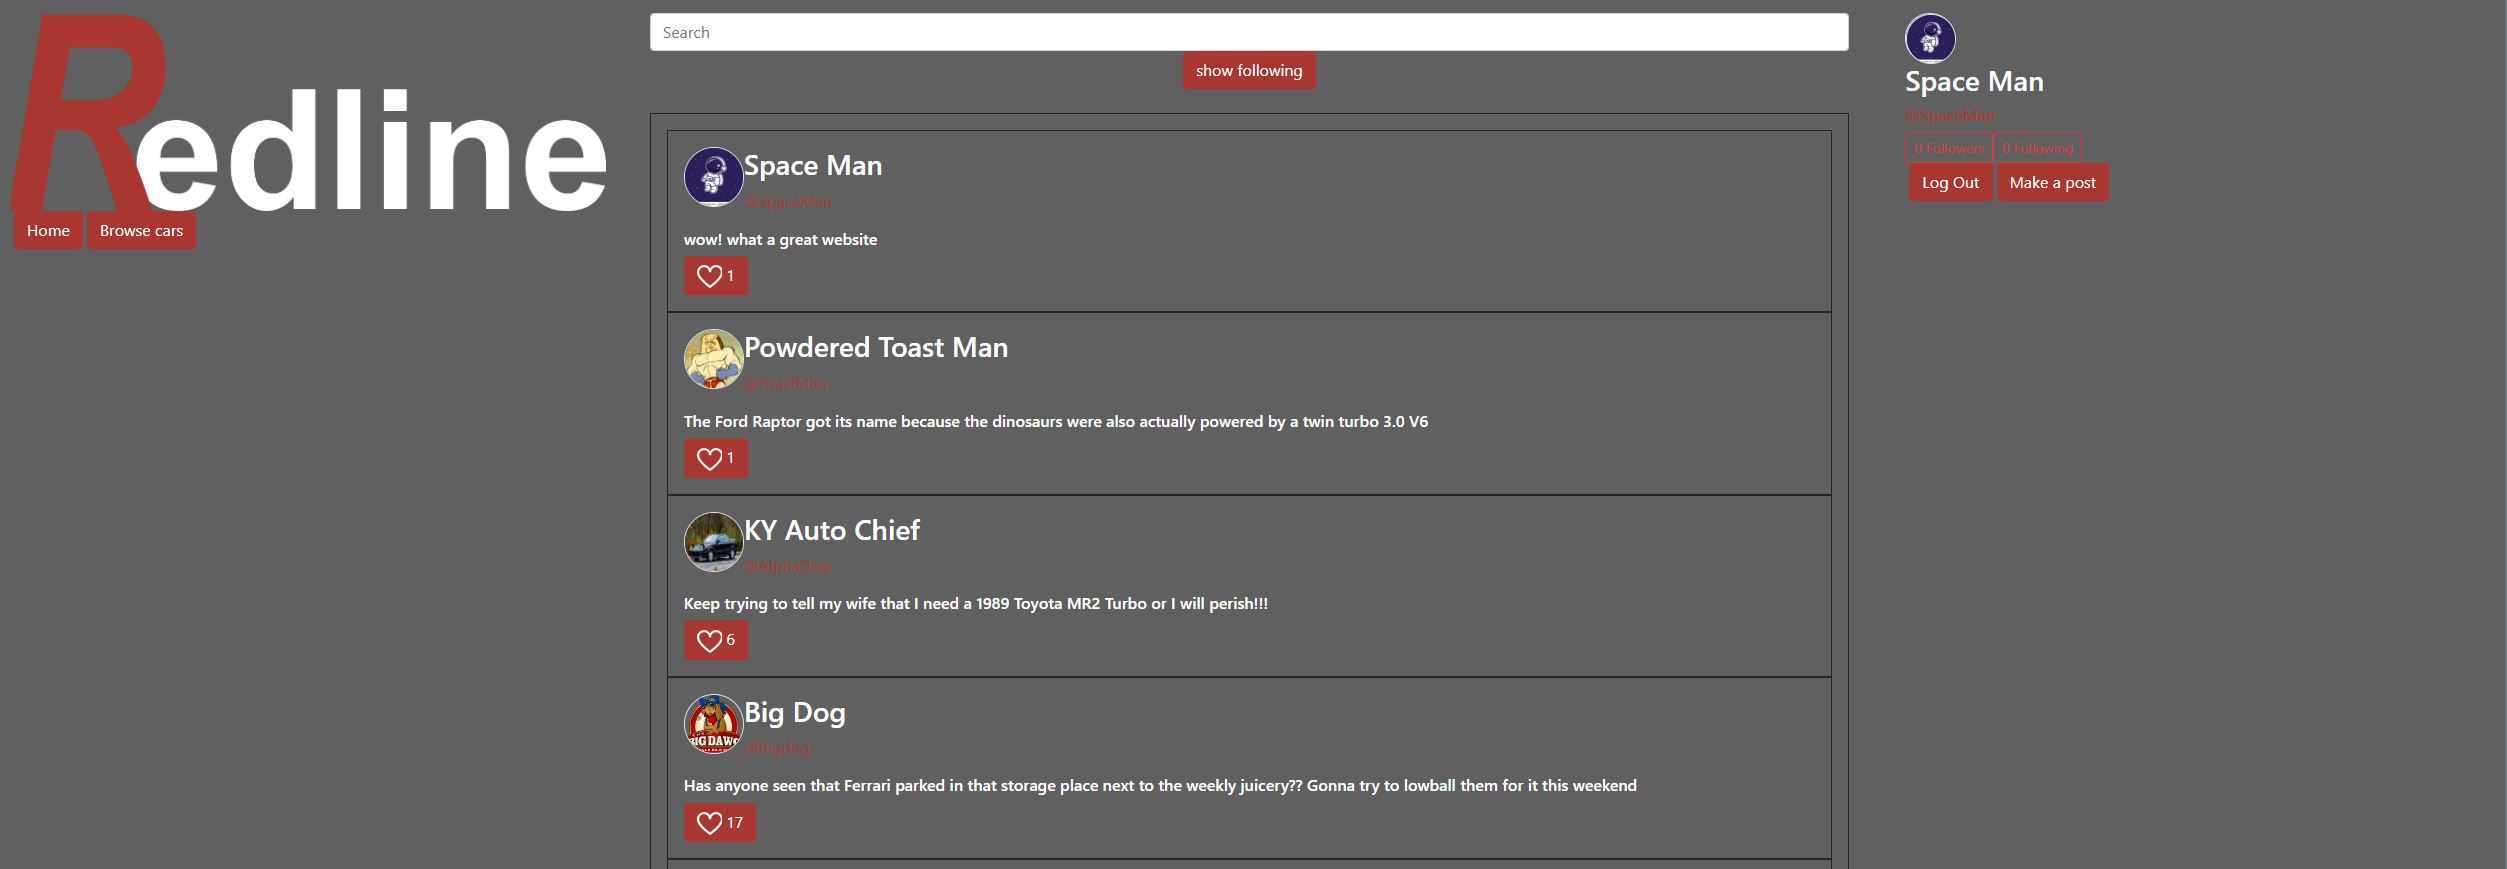 Redline
Home
Browse cars
Search
show following
Space Man
@SpaceMan
wow! what a great website
1
Powdered Toast Man
@ToastMan
The Ford Raptor got its name because the dinosaurs were also actually powered by a twin turbo 3.0 V6
1
KY Auto Chief
@AlphaDog
Keep trying to tell my wife that I need a 1989 Toyota MR2 Turbo or I will perish!!!
6
BIG DAWG
Big Dog
@bigdog
Has anyone seen that Ferrari parked in that storage place next to the weekly juicery?? Gonna try to lowball them for it this weekend
17
Space Man
@SpaceMan
0 Followers
0 Following
Log Out
Make a post